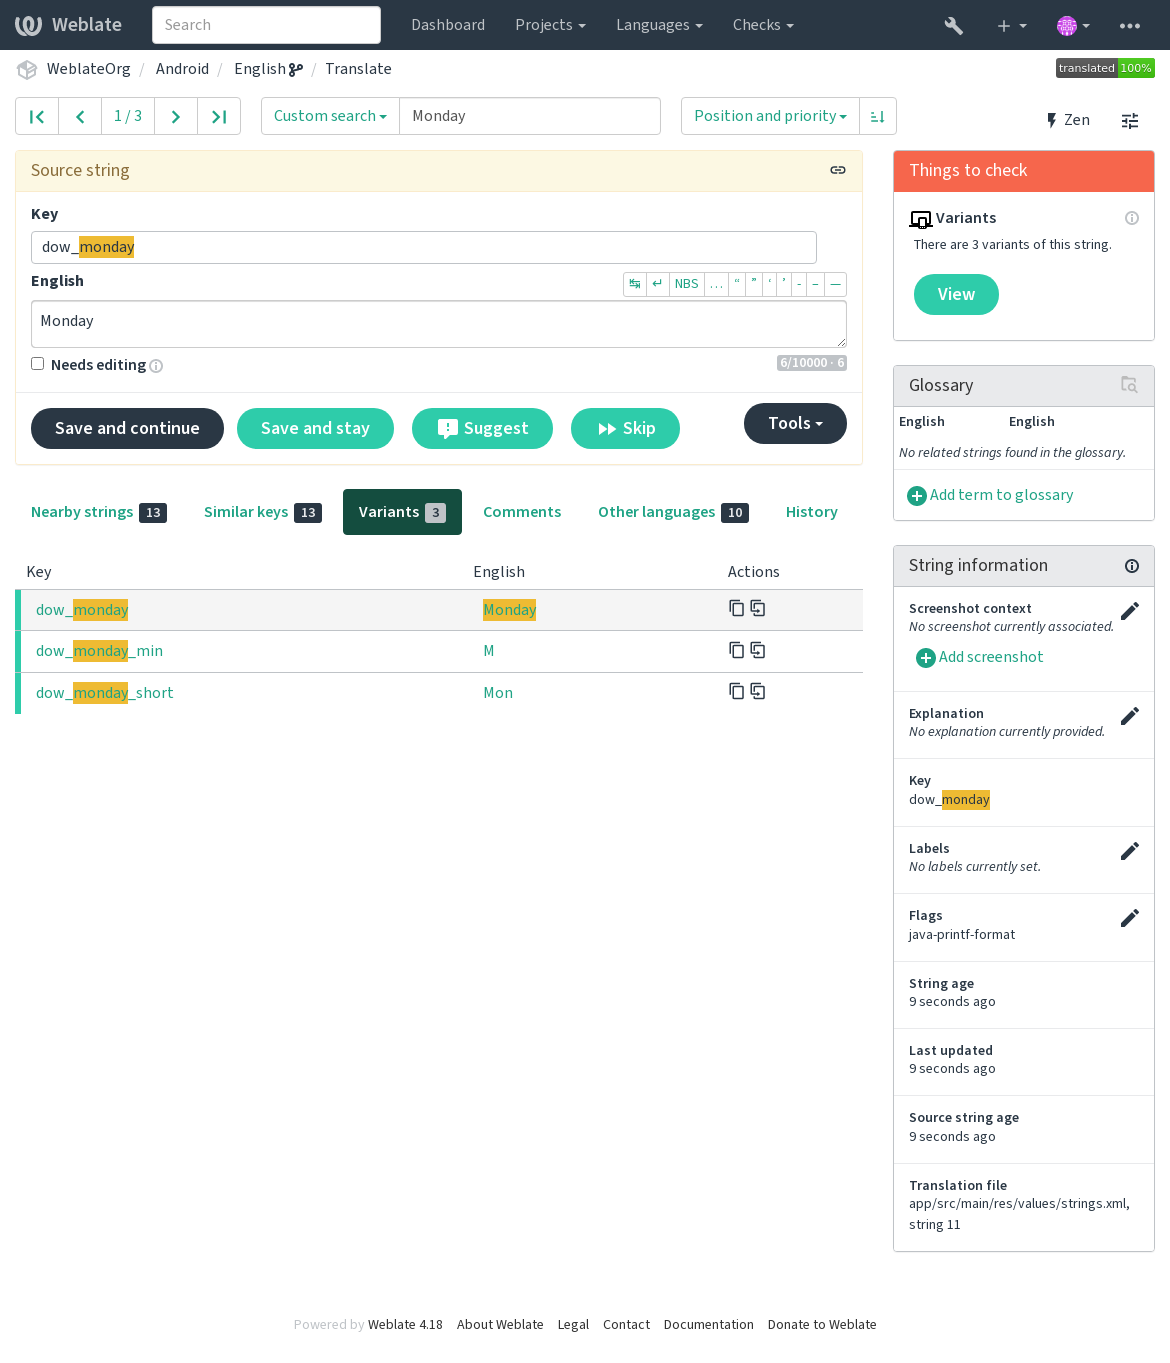 Weblate Search Dashboard Projects Languages Checks
WeblateOrg / Android / English / Translate translated 100%
1 / 3 Custom search Monday Position and priority Zen
Source string
Key
dow_monday
English ↹ ↵ NBS … “ ” ‘ ’ - – —
Monday
Needs editing 6/10000 · 6
Save and continue Save and stay Suggest Skip Tools
Nearby strings 13 Similar keys 13 Variants 3 Comments Other languages 10 History
Key English Actions
dow_monday Monday
dow_monday_min M
dow_monday_short Mon
Things to check
Variants
There are 3 variants of this string.
View
Glossary
English English
No related strings found in the glossary.
Add term to glossary
String information
Screenshot context
No screenshot currently associated.
Add screenshot
Explanation
No explanation currently provided.
Key
dow_monday
Labels
No labels currently set.
Flags
java-printf-format
String age
9 seconds ago
Last updated
9 seconds ago
Source string age
9 seconds ago
Translation file
app/src/main/res/values/strings.xml,
string 11
Powered by Weblate 4.18 About Weblate Legal Contact Documentation Donate to Weblate